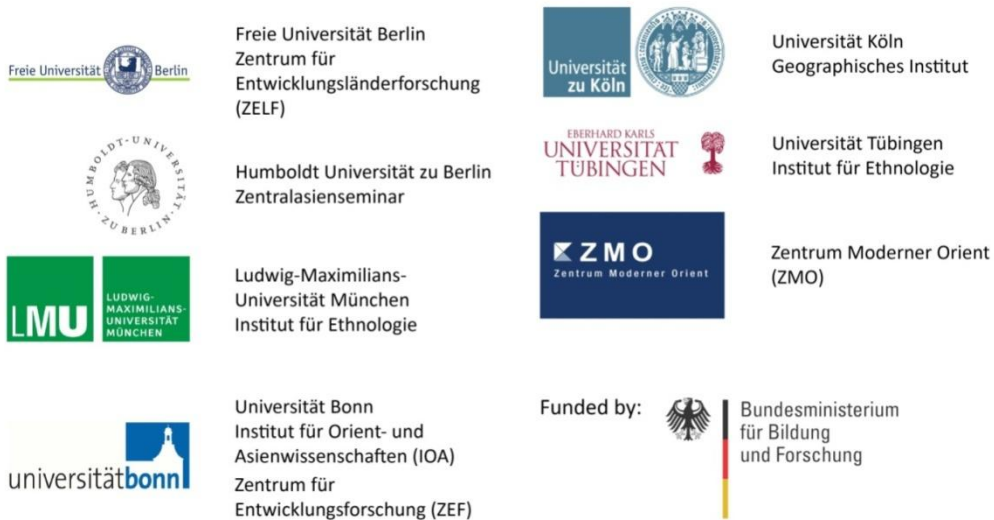 Freie Universität Berlin
Freie Universität Berlin
Zentrum für
Entwicklungsländerforschung
(ZELF)
HUMBOLDT-UNIVERSITÄT
ZU BERLIN
Humboldt Universität zu Berlin
Zentralasienseminar
LMU
LUDWIG-
MAXIMILIANS-
UNIVERSITÄT
MÜNCHEN
Ludwig-Maximilians-
Universität München
Institut für Ethnologie
universitätbonn
Universität Bonn
Institut für Orient- und
Asienwissenschaften (IOA)
Zentrum für
Entwicklungsforschung (ZEF)
Universität
zu Köln
Universität Köln
Geographisches Institut
EBERHARD KARLS
UNIVERSITÄT
TÜBINGEN
Universität Tübingen
Institut für Ethnologie
ZMO
Zentrum Moderner Orient
Zentrum Moderner Orient
(ZMO)
Funded by:
Bundesministerium
für Bildung
und Forschung